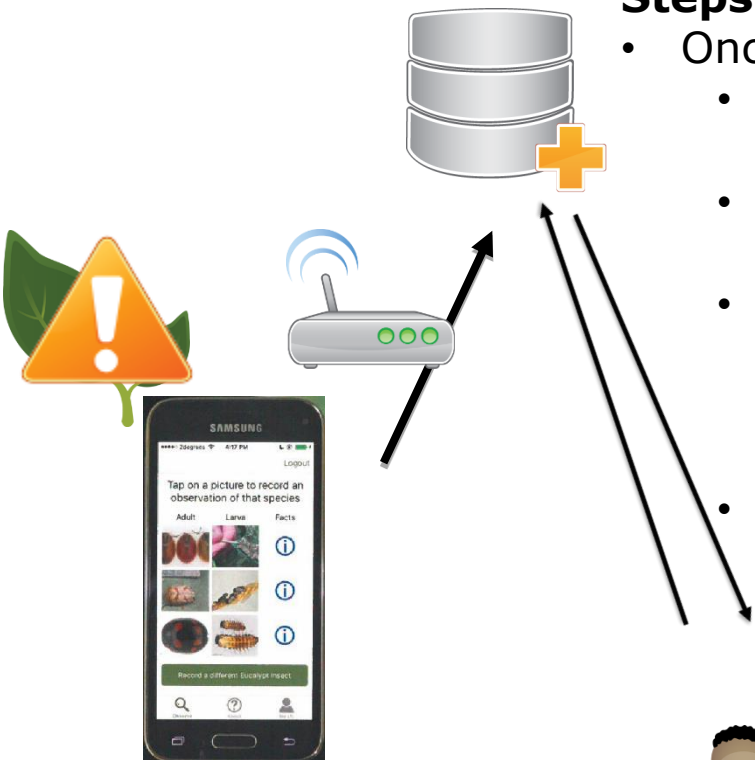 Steps
• Onc
•
•
•
•
SAMSUNG
2degrees 4:17 PM
Logout
Tap on a picture to record an
observation of that species
Adult Larva Facts
Record a different Eucalypt Insect